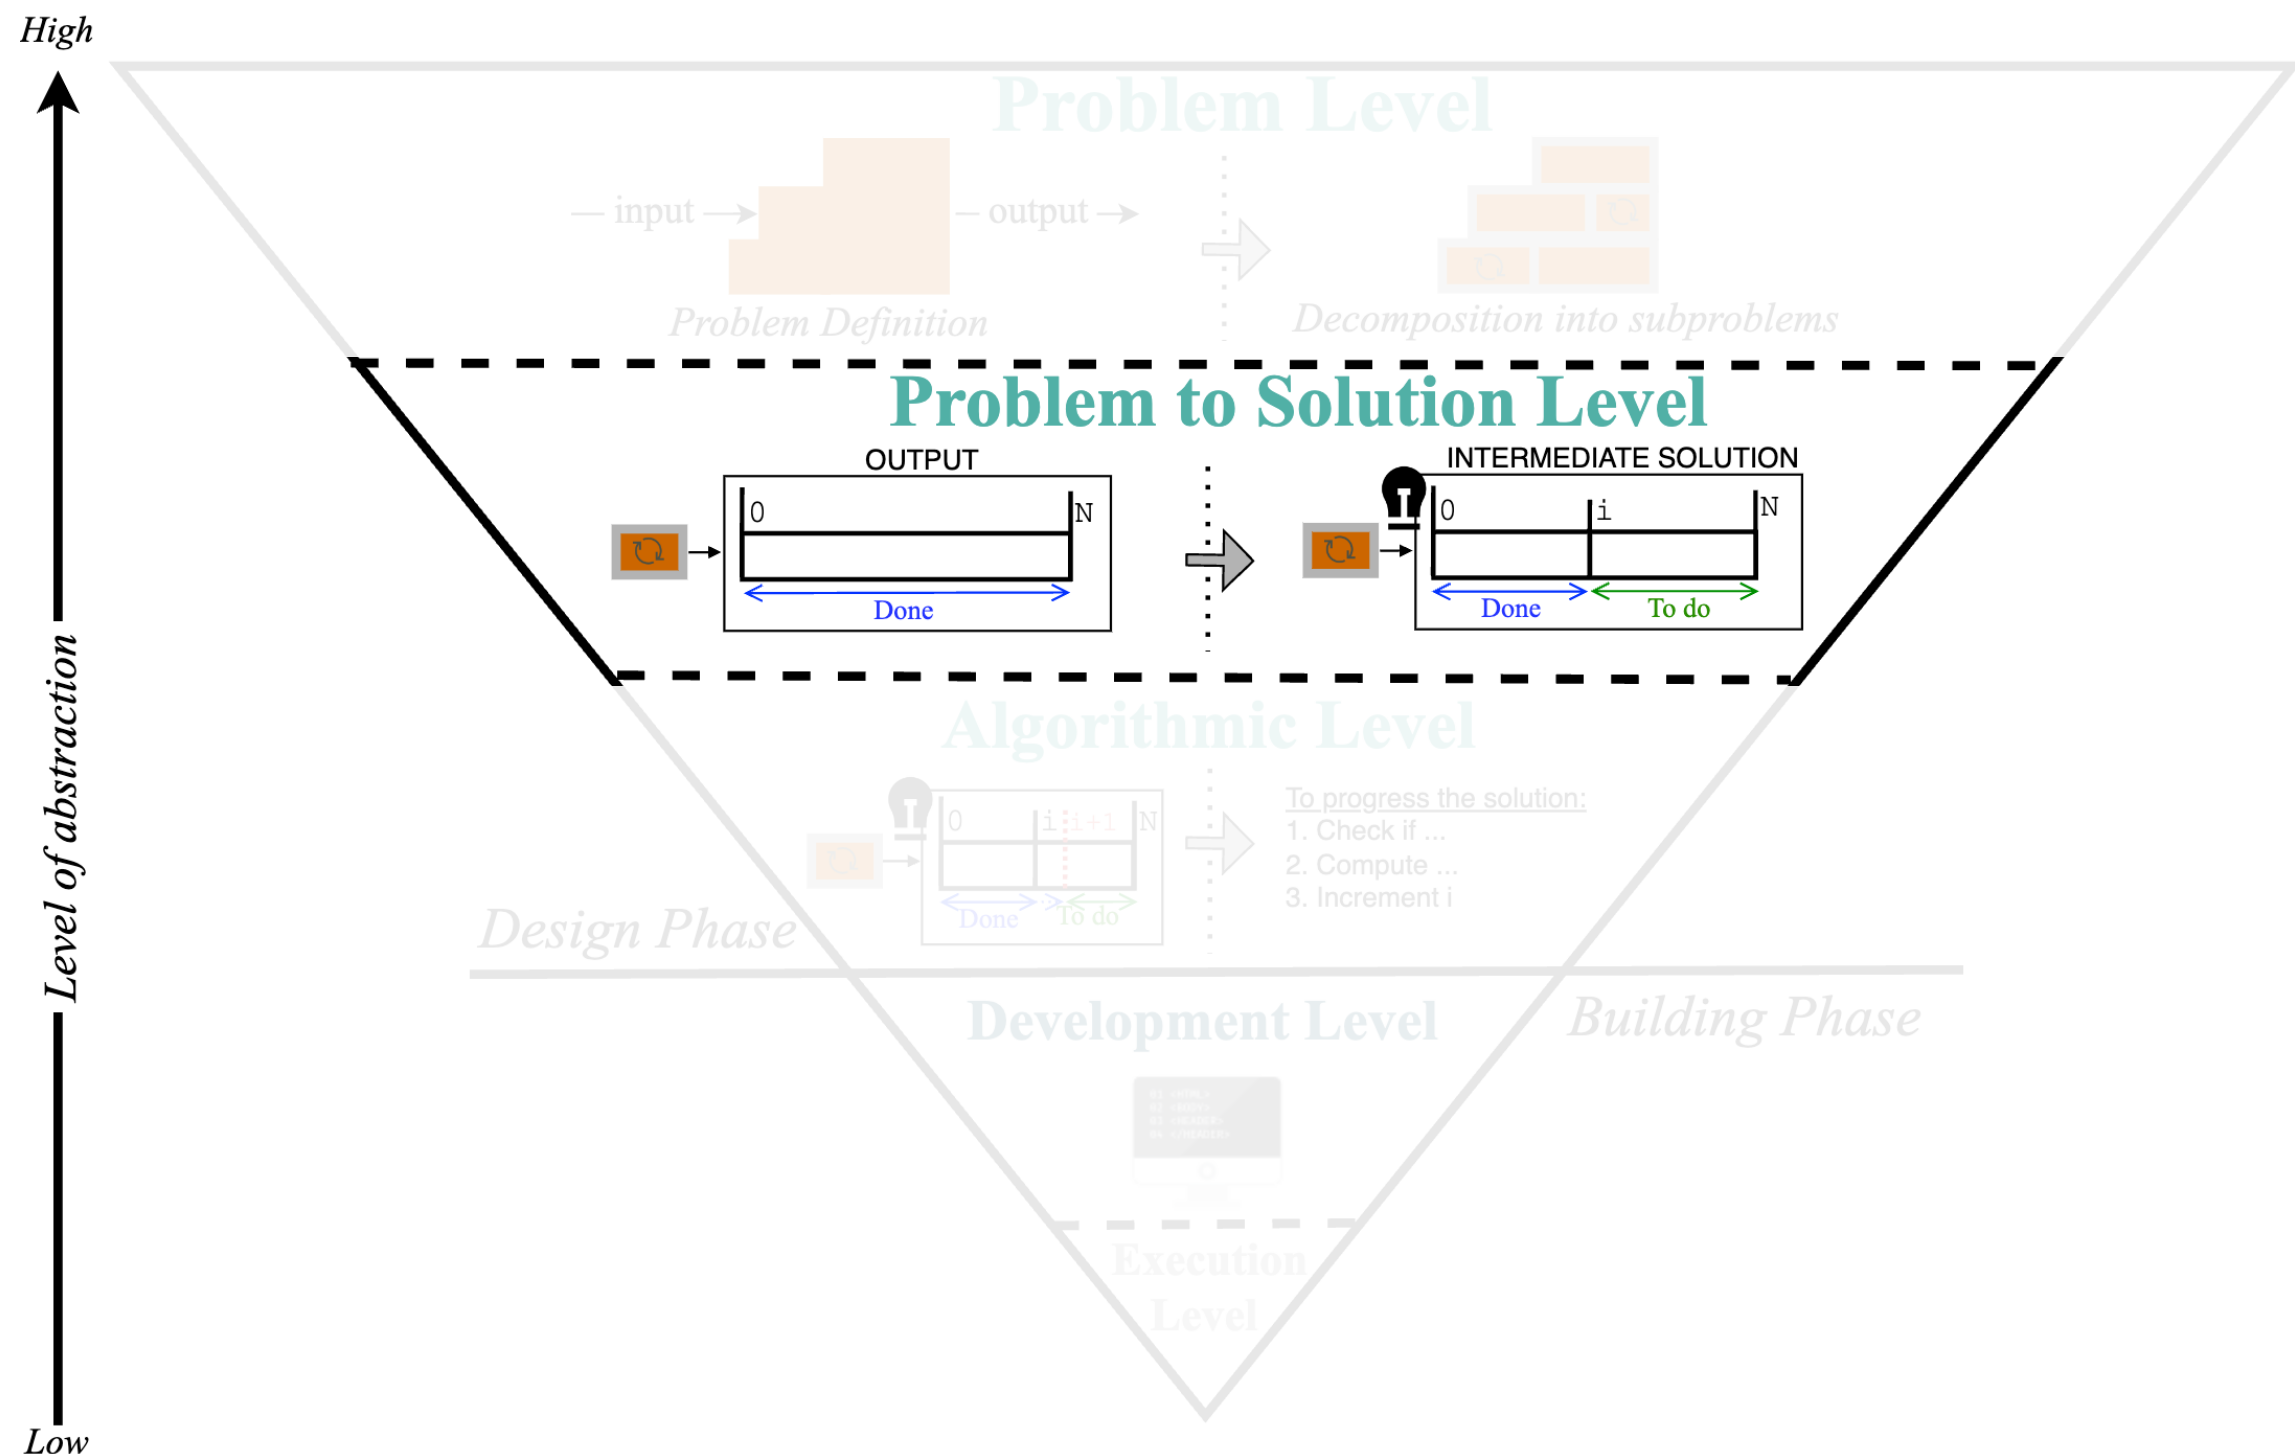 High
Problem Level
input
output
Problem Definition
Decomposition into subproblems
Problem to Solution Level
OUTPUT
0
N
Done
INTERMEDIATE SOLUTION
0
i
N
Done
To do
Level of abstraction
Algorithmic Level
0
i
i+1
N
Done
To do
To progress the solution:
1. Check if ...
2. Compute ...
3. Increment i
Design Phase
Building Phase
Development Level
Execution
Level
Low